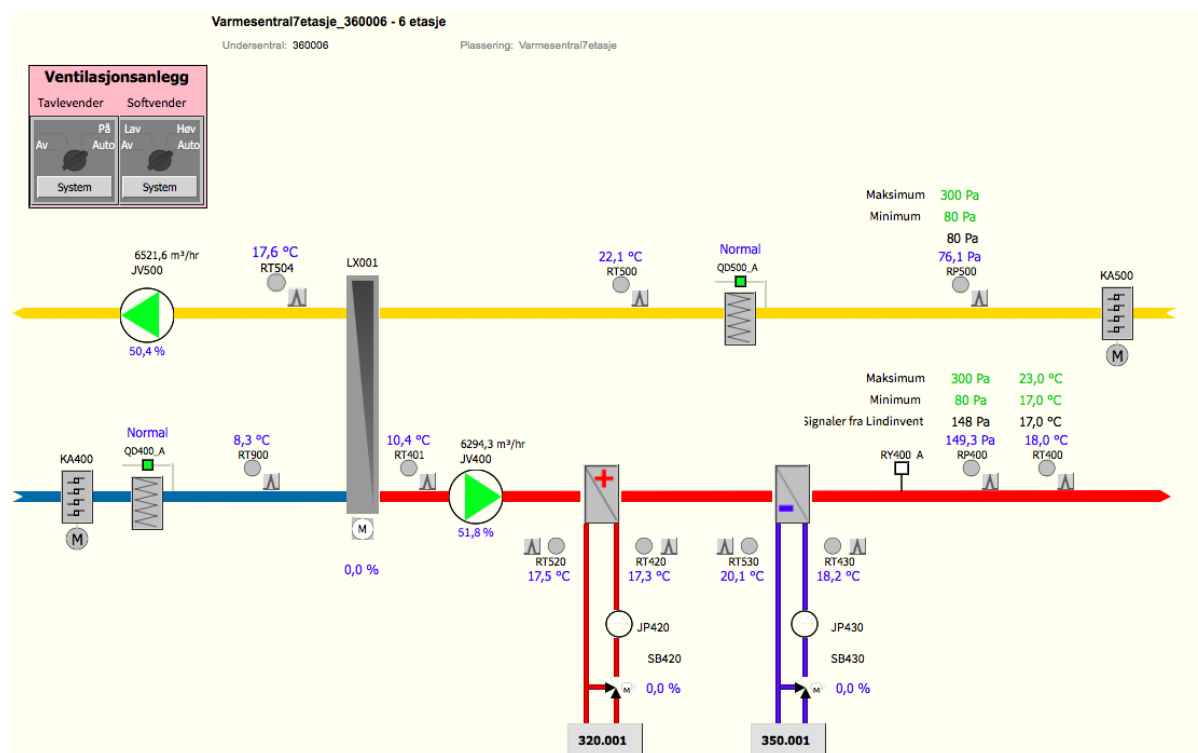 Varmesentral7etasje_360006 - 6 etasje
Undersentral: 360006 Plassering: Varmesentral7etasje
Ventilasjonsanlegg
Tavlevender Softvender
På Lav Høv
Av Auto Av Auto
System System
Maksimum 300 Pa
Minimum 80 Pa
80 Pa
6521,6 m³/hr 17,6 °C 22,1 °C Normal 76,1 Pa
JV500 RT504 LX001 RT500 QD500_A RP500 KA500
50,4 % M
Maksimum 300 Pa 23,0 °C
Minimum 80 Pa 17,0 °C
Signaler fra Lindinvent 148 Pa 17,0 °C
Normal 8,3 °C 10,4 °C 6294,3 m³/hr 149,3 Pa 18,0 °C
KA400 QD400_A RT900 RT401 JV400 RY400_A RP400 RT400
M M 51,8 %
0,0 %
RT520 RT420 RT530 RT430
17,5 °C 17,3 °C 20,1 °C 18,2 °C
JP420 JP430
SB420 SB430
M 0,0 % M 0,0 %
320.001 350.001